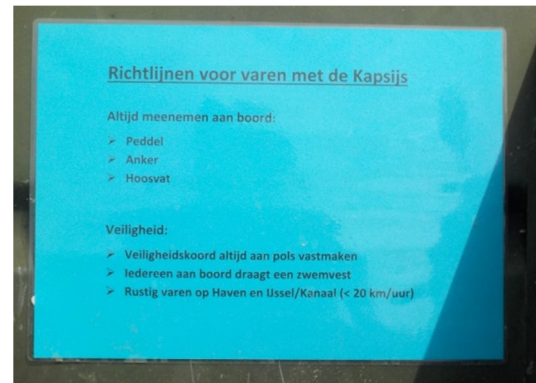 Richtlijnen voor varen met de Kapsijs
Altijd meenemen aan boord:
➢ Peddel
➢ Anker
➢ Hoosvat
Veiligheid:
➢ Veiligheidskoord altijd aan pols vastmaken
➢ Iedereen aan boord draagt een zwemvest
➢ Rustig varen op Haven en IJssel/Kanaal (< 20 km/uur)